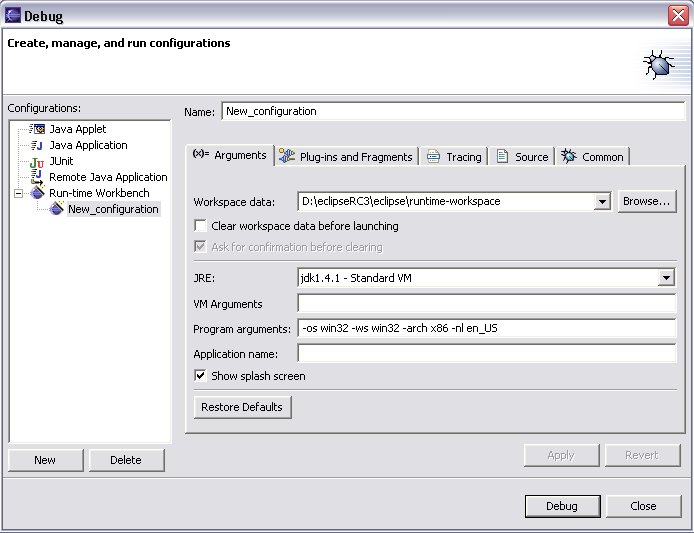 Debug
Create, manage, and run configurations
Configurations:
Java Applet
Java Application
JUnit
Remote Java Application
Run-time Workbench
New_configuration
New
Delete
Name: New_configuration
(x)= Arguments Plug-ins and Fragments Tracing Source Common
Workspace data: D:\eclipseRC3\eclipse\runtime-workspace Browse...
Clear workspace data before launching
Ask for confirmation before clearing
JRE: jdk1.4.1 - Standard VM
VM Arguments
Program arguments: -os win32 -ws win32 -arch x86 -nl en_US
Application name:
Show splash screen
Restore Defaults
Apply Revert
Debug Close